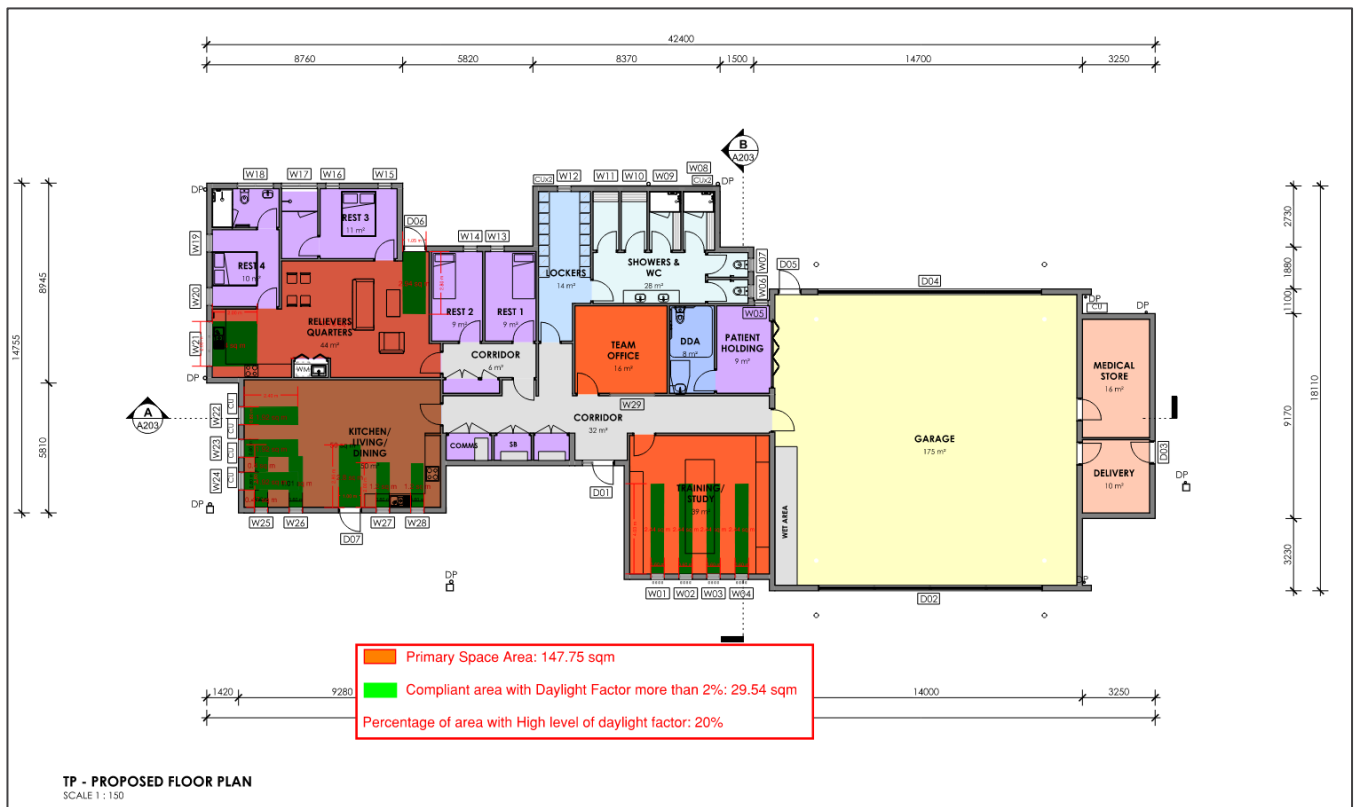 42400
8760 5820 8370 1500 14700 3250
B
A203
W18 W17 W16 W15 CUx2 W12 W11 W10 W09 W08
CUx2
DP DP
REST 3
11 m²
D06
W19
W14 W13
REST 4
10 m²
LOCKERS
14 m²
SHOWERS &
WC
28 m²
W07
W06
D05
D04
DP DP
CU
W20
RELIEVERS
QUARTERS
44 m²
REST 2
9 m²
REST 1
9 m²
W05
W21
WM
CORRIDOR
6 m²
TEAM
OFFICE
16 m²
DDA
8 m²
PATIENT
HOLDING
9 m²
MEDICAL
STORE
16 m²
DP
A
A203
W22
CU
CU
W23
CU
W24
KITCHEN/
LIVING/
DINING
50 m²
W29
CORRIDOR
32 m²
COMMS SB
GARAGE
175 m²
D03
DELIVERY
10 m²
DP
DP
W25 W26 D07 W27 W28
D01
TRAINING/
STUDY
39 m²
WET AREA
DP
DP
W01 W02 W03 W04
D02
8945
14755
5810
2730
1880
1100
9170
3230
18110
Primary Space Area: 147.75 sqm
Compliant area with Daylight Factor more than 2%: 29.54 sqm
Percentage of area with High level of daylight factor: 20%
1420 9280 14000 3250
TP - PROPOSED FLOOR PLAN
SCALE 1 : 150